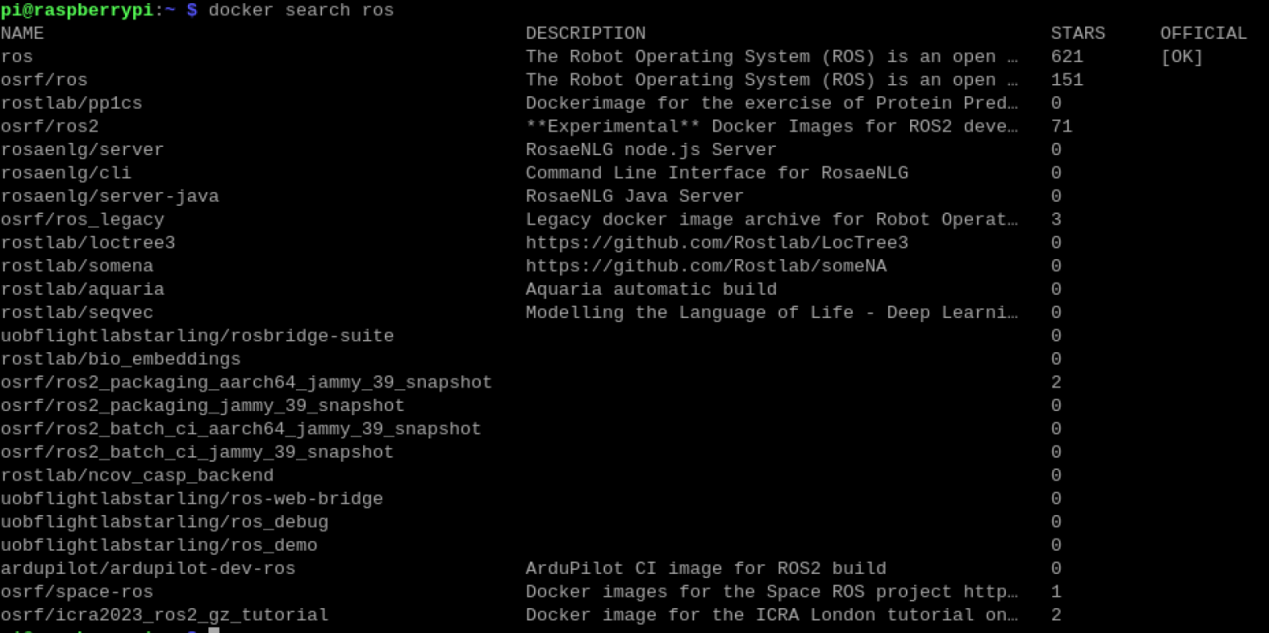 pi@raspberrypi:~ $ docker search ros
NAME DESCRIPTION STARS OFFICIAL
ros The Robot Operating System (ROS) is an open … 621 [OK]
osrf/ros The Robot Operating System (ROS) is an open … 151
rostlab/pp1cs Dockerimage for the exercise of Protein Pred… 0
osrf/ros2 **Experimental** Docker Images for ROS2 deve… 71
rosaenlg/server RosaeNLG node.js Server 0
rosaenlg/cli Command Line Interface for RosaeNLG 0
rosaenlg/server-java RosaeNLG Java Server 0
osrf/ros_legacy Legacy docker image archive for Robot Operat… 3
rostlab/loctree3 https://github.com/Rostlab/LocTree3 0
rostlab/somena https://github.com/Rostlab/someNA 0
rostlab/aquaria Aquaria automatic build 0
rostlab/seqvec Modelling the Language of Life - Deep Learni… 0
uobflightlabstarling/rosbridge-suite 0
rostlab/bio_embeddings 0
osrf/ros2_packaging_aarch64_jammy_39_snapshot 2
osrf/ros2_packaging_jammy_39_snapshot 0
osrf/ros2_batch_ci_aarch64_jammy_39_snapshot 0
osrf/ros2_batch_ci_jammy_39_snapshot 0
rostlab/ncov_casp_backend 0
uobflightlabstarling/ros-web-bridge 0
uobflightlabstarling/ros_debug 0
uobflightlabstarling/ros_demo 0
ardupilot/ardupilot-dev-ros ArduPilot CI image for ROS2 build 0
osrf/space-ros Docker images for the Space ROS project http… 1
osrf/icra2023_ros2_gz_tutorial Docker image for the ICRA London tutorial on… 2